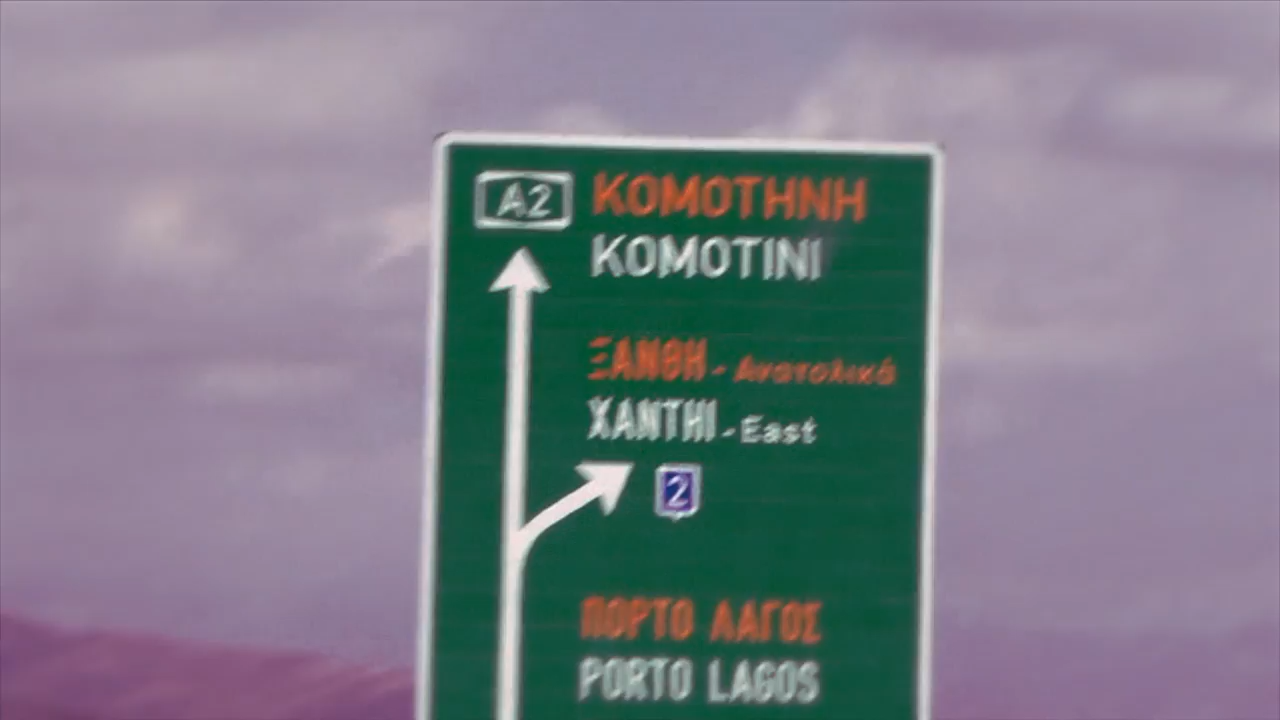 A2 ΚΟΜΟΤΗΝΗ
KOMOTINI
ΞΑΝΘΗ - Ανατολικά
XANTHI - East
2
ΠΟΡΤΟ ΛΑΓΟΣ
PORTO LAGOS